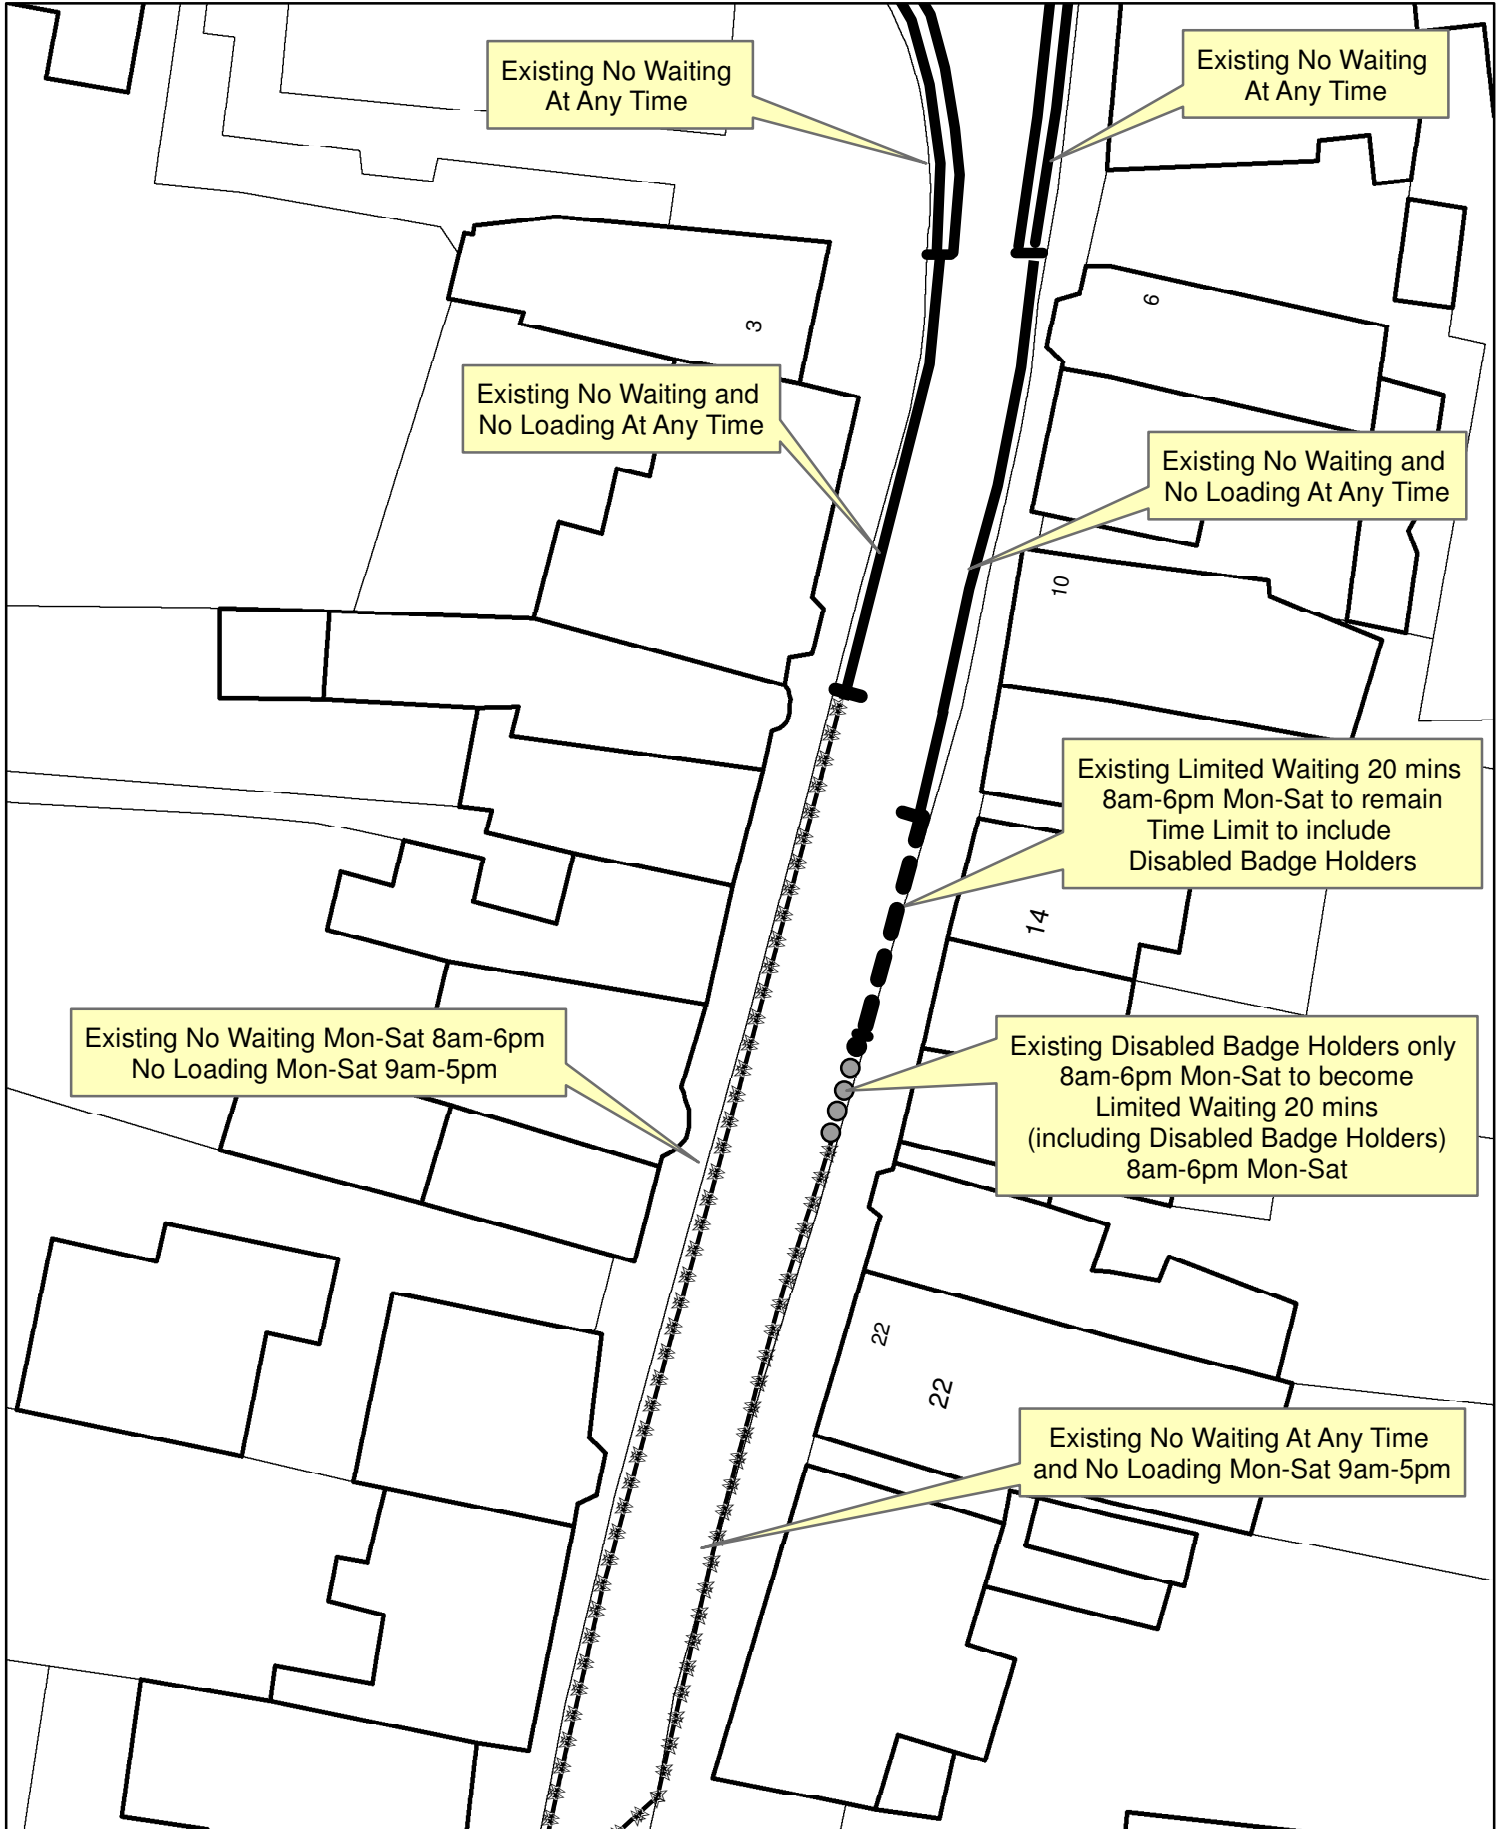 Existing No Waiting
At Any Time
Existing No Waiting
At Any Time
6
3
Existing No Waiting and
No Loading At Any Time
Existing No Waiting and
No Loading At Any Time
10
Existing Limited Waiting 20 mins
8am-6pm Mon-Sat to remain
Time Limit to include
Disabled Badge Holders
14
Existing No Waiting Mon-Sat 8am-6pm
No Loading Mon-Sat 9am-5pm
Existing Disabled Badge Holders only
8am-6pm Mon-Sat to become
Limited Waiting 20 mins
(including Disabled Badge Holders)
8am-6pm Mon-Sat
22
22
Existing No Waiting At Any Time
and No Loading Mon-Sat 9am-5pm